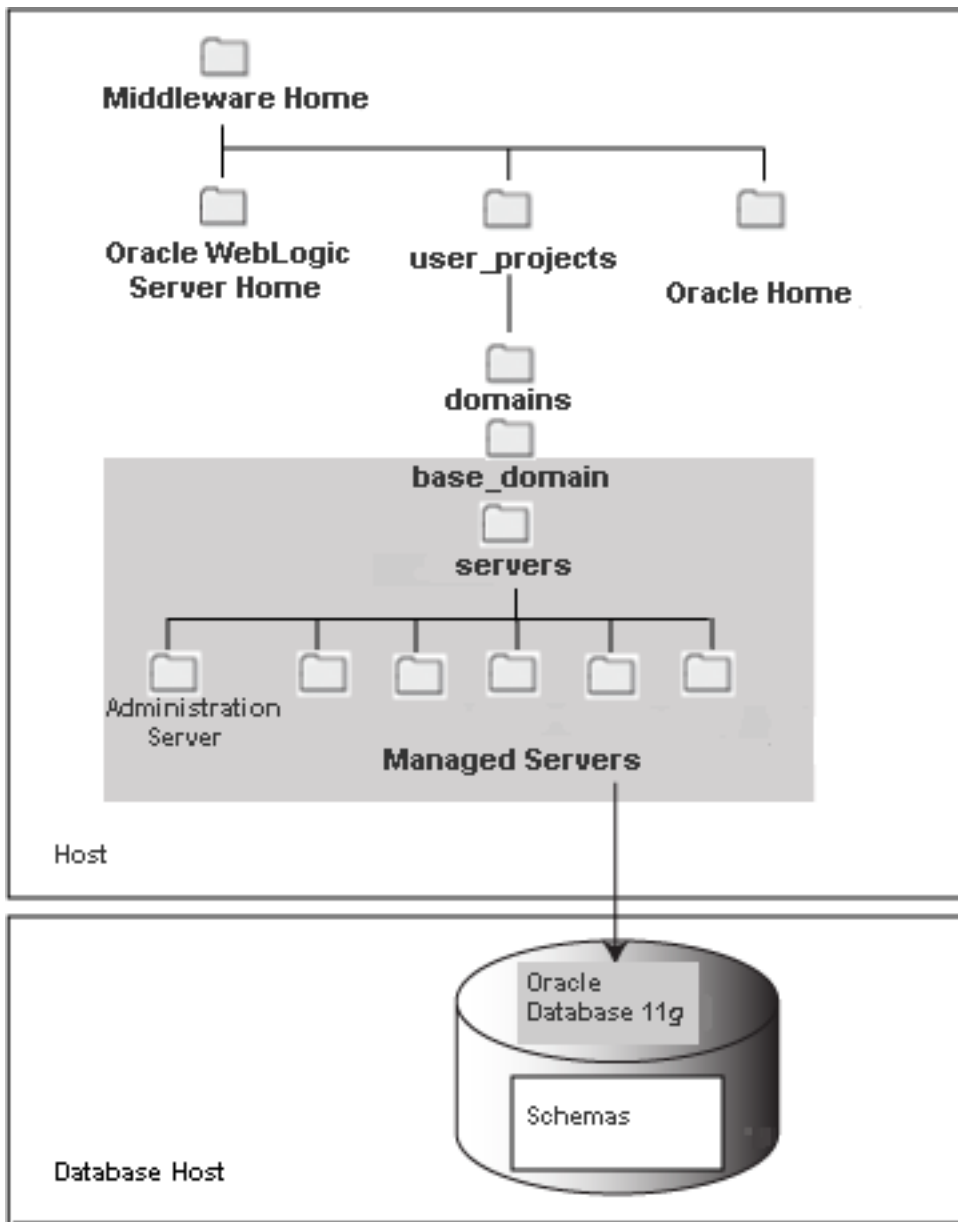 Middleware Home
Oracle WebLogic
Server Home
user_projects
Oracle Home
domains
base_domain
servers
Administration
Server
Managed Servers
Host
Oracle
Database 11g
Schemas
Database Host